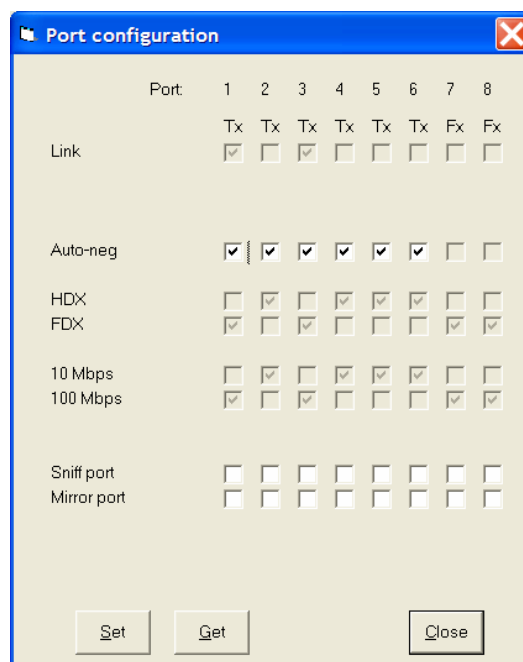 Port configuration
Port: 1 2 3 4 5 6 7 8
Tx Tx Tx Tx Tx Tx Fx Fx
Link
Auto-neg
HDX
FDX
10 Mbps
100 Mbps
Sniff port
Mirror port
Set Get Close